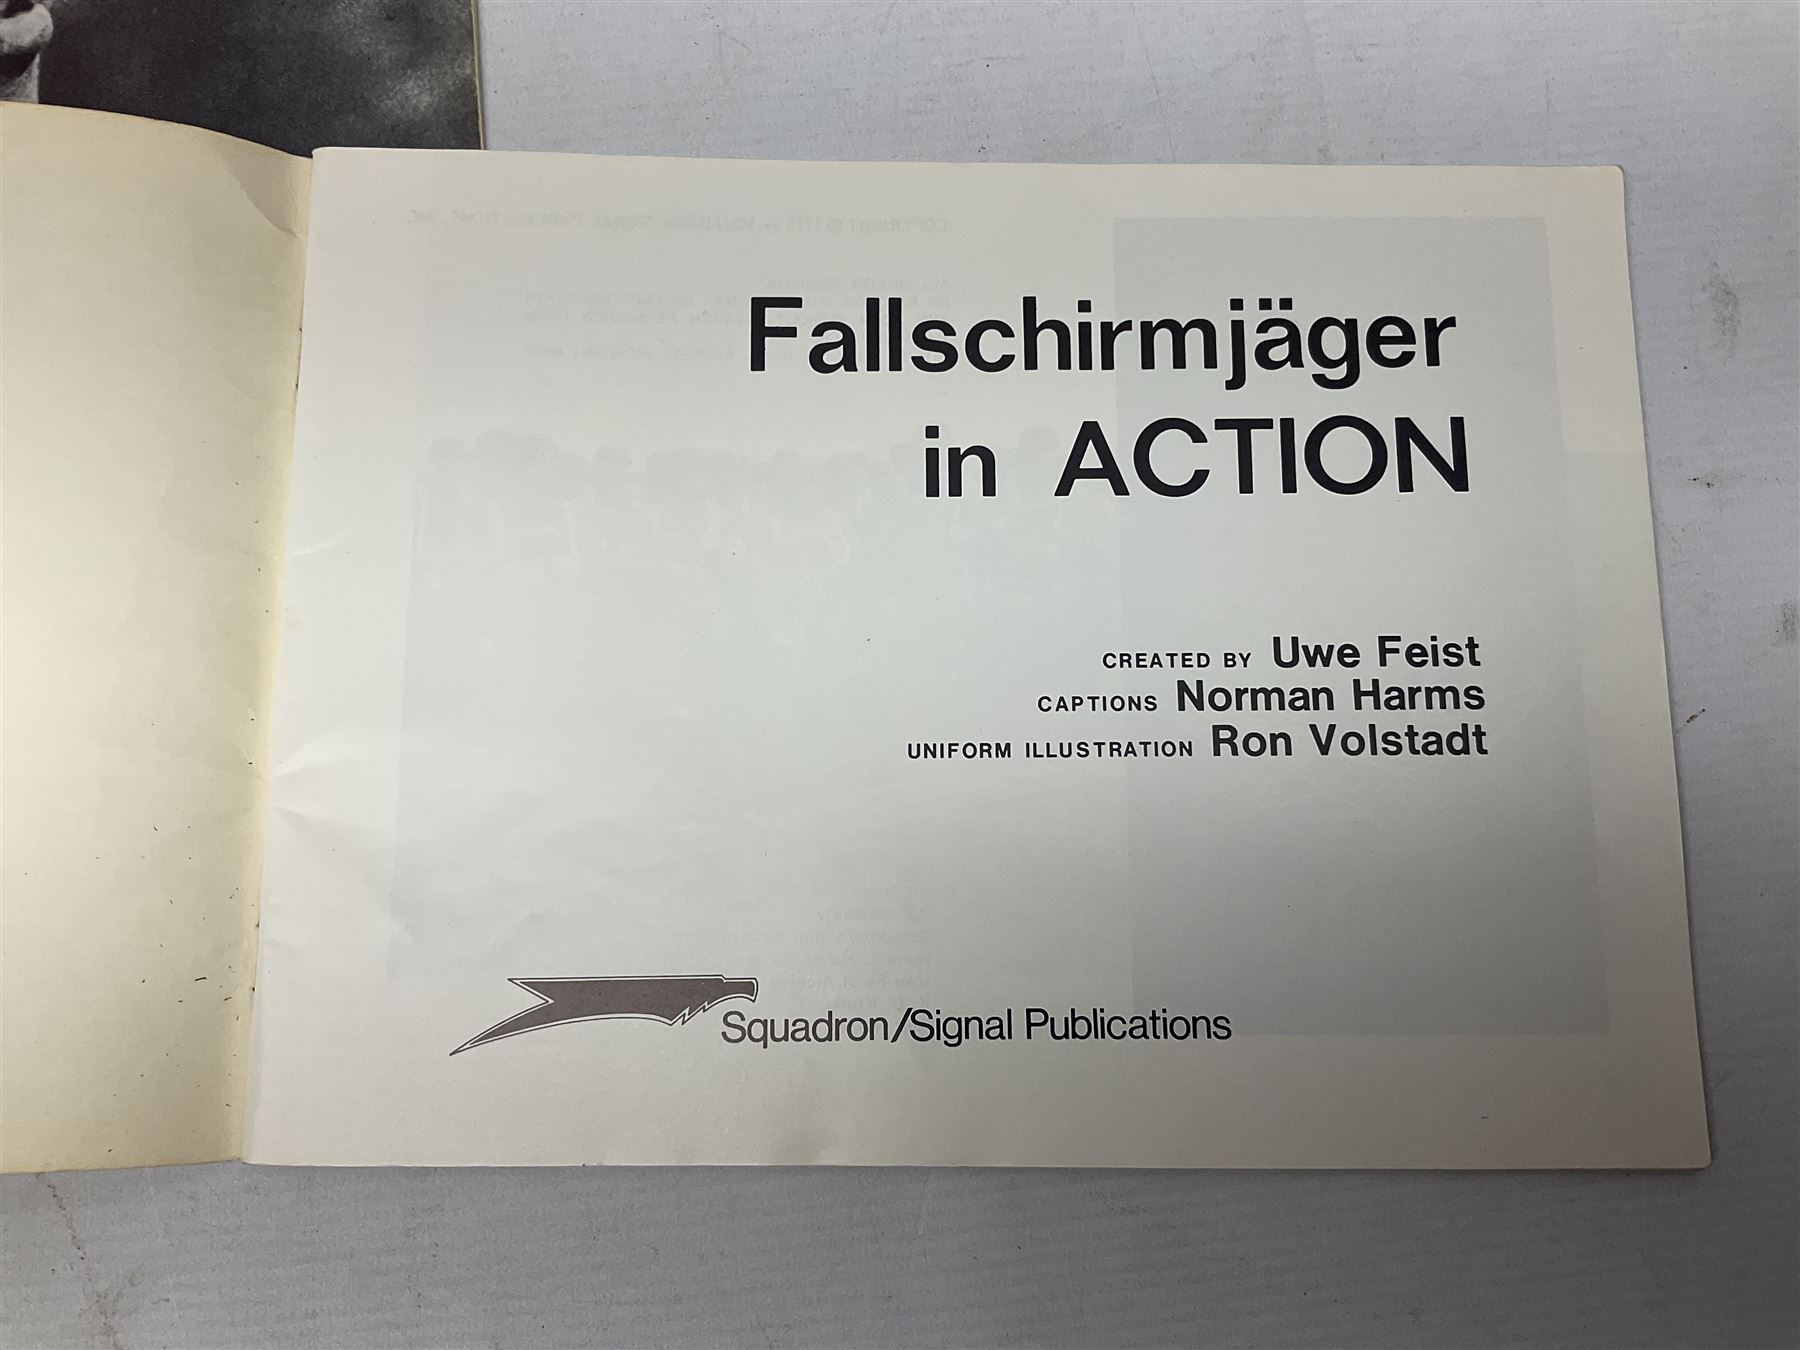 Fallschirmjäger
in ACTION
CREATED BY Uwe Feist
CAPTIONS Norman Harms
UNIFORM ILLUSTRATION Ron Volstadt
Squadron/Signal Publications